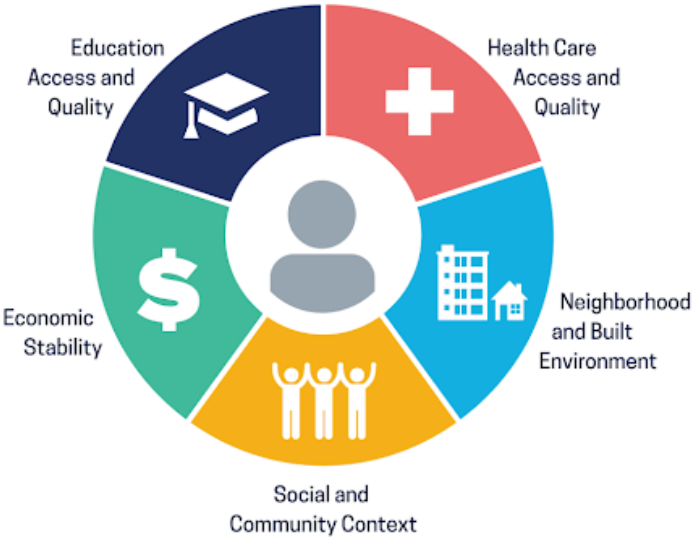 Education
Access and
Quality
Health Care
Access and
Quality
Economic
Stability
Neighborhood
and Built
Environment
Social and
Community Context